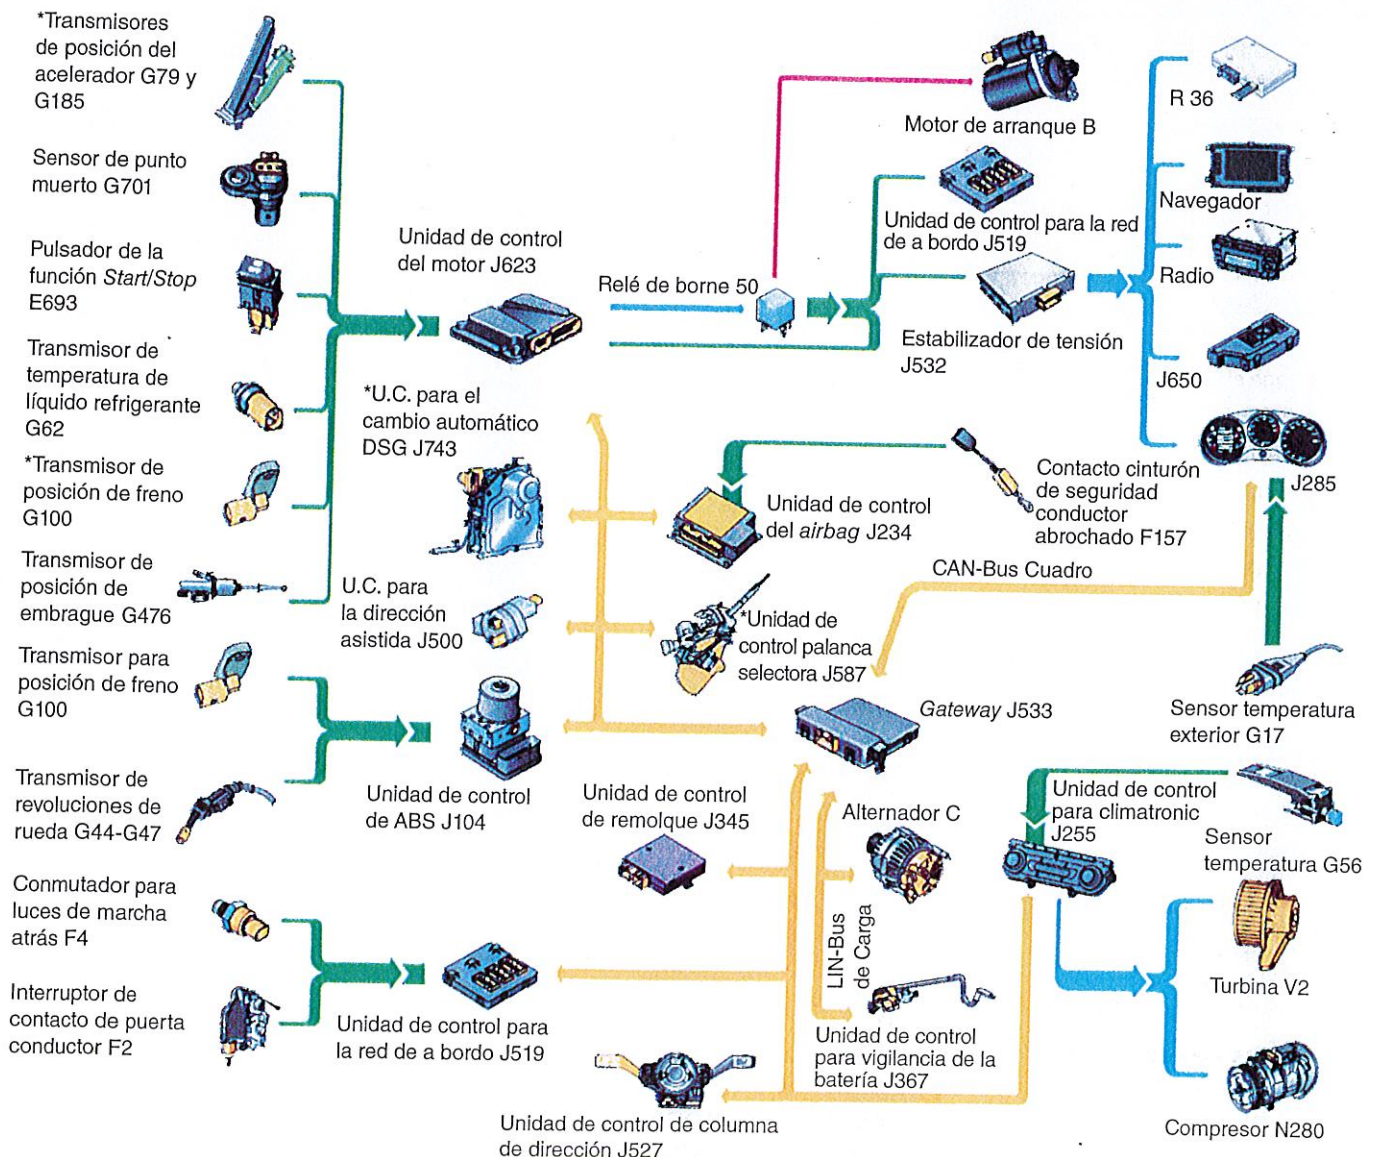 *Transmisores
de posición del
acelerador G79 y
G185
Sensor de punto
muerto G701
Pulsador de la
función Start/Stop
E693
Transmisor de
temperatura de
líquido refrigerante
G62
*Transmisor de
posición de freno
G100
Transmisor de
posición de
embrague G476
Transmisor para
posición de freno
G100
Transmisor de
revoluciones de
rueda G44-G47
Conmutador para
luces de marcha
atrás F4
Interruptor de
contacto de puerta
conductor F2
Unidad de control
del motor J623
*U.C. para el
cambio automático
DSG J743
U.C. para
la dirección
asistida J500
Unidad de control
de ABS J104
Unidad de control para
la red de a bordo J519
Relé de borne 50
Motor de arranque B
Unidad de control para la red
de a bordo J519
Estabilizador de tensión
J532
R 36
Navegador
Radio
J650
J285
Unidad de control
del airbag J234
Contacto cinturón
de seguridad
conductor
abrochado F157
CAN-Bus Cuadro
*Unidad de
control palanca
selectora J587
Gateway J533
Sensor temperatura
exterior G17
Unidad de control
de remolque J345
Alternador C
LIN-Bus
de Carga
Unidad de control
para climatronic
J255
Sensor
temperatura G56
Turbina V2
Unidad de control
para vigilancia de la
batería J367
Unidad de control de columna
de dirección J527
Compresor N280